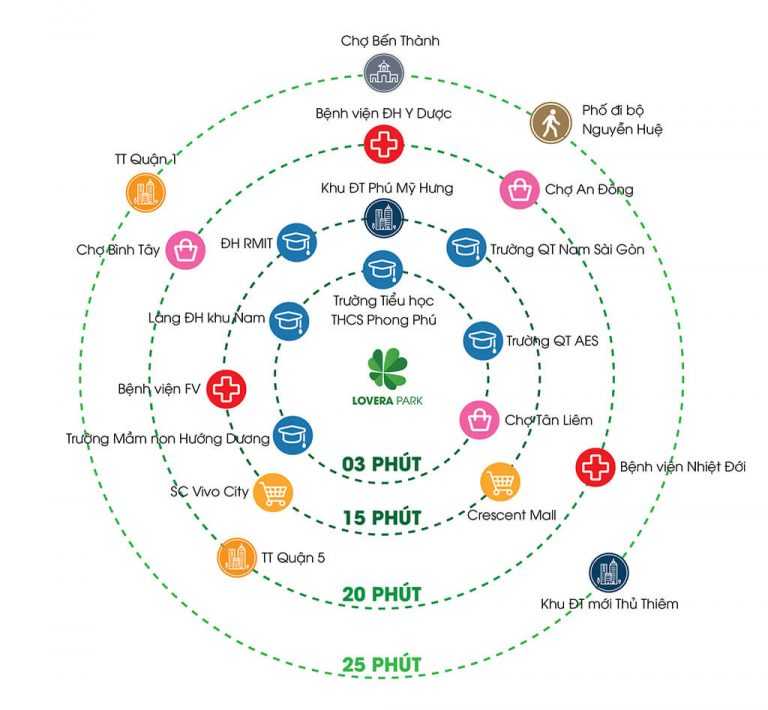 Chợ Bến Thành
Phố đi bộ
Nguyễn Huệ
Bệnh viện ĐH Y Dược
TT Quận 1
Khu ĐT Phú Mỹ Hưng
Chợ An Đông
Chợ Bình Tây
ĐH RMIT
Trường QT Nam Sài Gòn
Trường Tiểu học
THCS Phong Phú
Làng ĐH khu Nam
Trường QT AES
Bệnh viện FV
LOVERA PARK
Chợ Tân Liêm
Trường Mầm non Hướng Dương
03 PHÚT
Bệnh viện Nhiệt Đới
SC Vivo City
Crescent Mall
15 PHÚT
TT Quận 5
20 PHÚT
Khu ĐT mới Thủ Thiêm
25 PHÚT